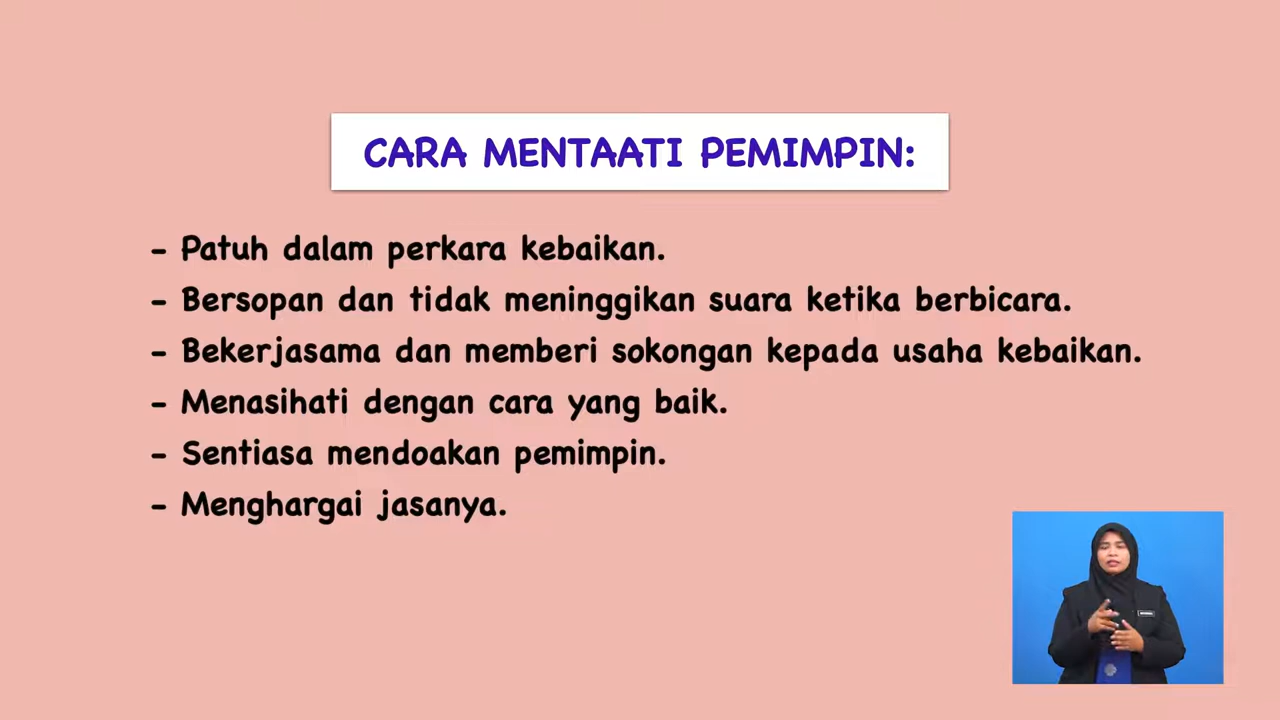 CARA MENTAATI PEMIMPIN:
- Patuh dalam perkara kebaikan.
- Bersopan dan tidak meninggikan suara ketika berbicara.
- Bekerjasama dan memberi sokongan kepada usaha kebaikan.
- Menasihati dengan cara yang baik.
- Sentiasa mendoakan pemimpin.
- Menghargai jasanya.